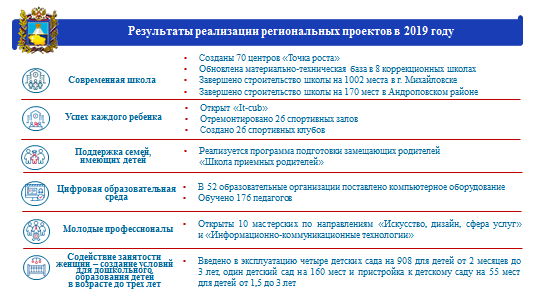 Результаты реализации региональных проектов в 2019 году
Современная школа
• Созданы 70 центров «Точка роста»
• Обновлена материально-техническая база в 8 коррекционных школах
• Завершено строительство школы на 1002 места в г. Михайловске
• Завершено строительство школы на 170 мест в Андроповском районе
Успех каждого ребенка
• Открыт «It-cub»
• Отремонтировано 26 спортивных залов
• Создано 26 спортивных клубов
Поддержка семей,
имеющих детей
• Реализуется программа подготовки замещающих родителей
«Школа приемных родителей»
Цифровая образовательная
среда
• В 52 образовательные организации поставлено компьютерное оборудование
• Обучено 176 педагогов
Молодые профессионалы
• Открыты 10 мастерских по направлениям «Искусство, дизайн, сфера услуг»
и «Информационно-коммуникационные технологии»
Содействие занятости
женщин – создание условий
для дошкольного
образования детей
в возрасте до трех лет
• Введено в эксплуатацию четыре детских сада на 908 для детей от 2 месяцев до
3 лет, один детский сад на 160 мест и пристройка к детскому саду на 55 мест
для детей от 1,5 до 3 лет